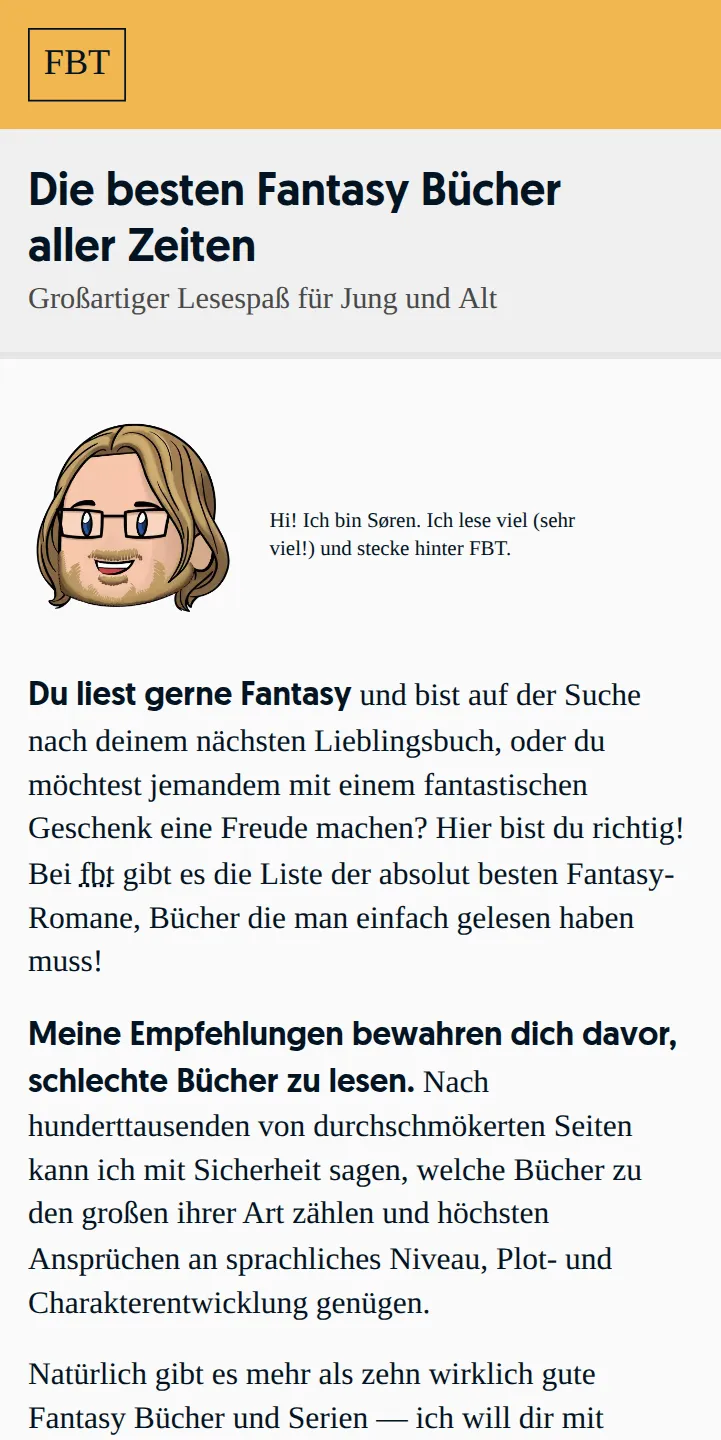 FBT
Die besten Fantasy Bücher
aller Zeiten
Großartiger Lesespaß für Jung und Alt
Hi! Ich bin Søren. Ich lese viel (sehr
viel!) und stecke hinter FBT.
Du liest gerne Fantasy und bist auf der Suche
nach deinem nächsten Lieblingsbuch, oder du
möchtest jemandem mit einem fantastischen
Geschenk eine Freude machen? Hier bist du richtig!
Bei fbt gibt es die Liste der absolut besten Fantasy-
Romane, Bücher die man einfach gelesen haben
muss!
Meine Empfehlungen bewahren dich davor,
schlechte Bücher zu lesen. Nach
hunderttausenden von durchschmökerten Seiten
kann ich mit Sicherheit sagen, welche Bücher zu
den großen ihrer Art zählen und höchsten
Ansprüchen an sprachliches Niveau, Plot- und
Charakterentwicklung genügen.
Natürlich gibt es mehr als zehn wirklich gute
Fantasy Bücher und Serien — ich will dir mit